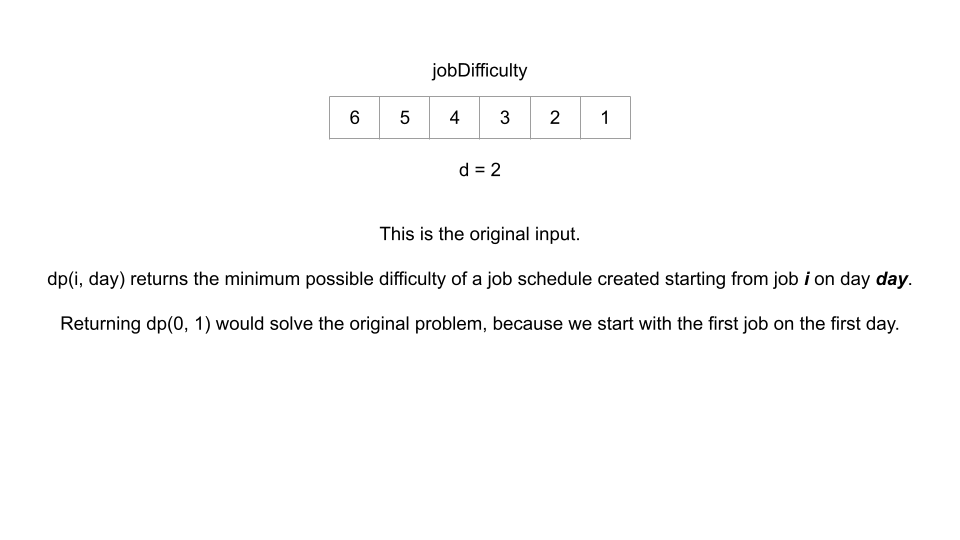 jobDifficulty
6 5 4 3 2 1
d = 2
This is the original input.
dp(i, day) returns the minimum possible difficulty of a job schedule created starting from job i on day day.
Returning dp(0, 1) would solve the original problem, because we start with the first job on the first day.